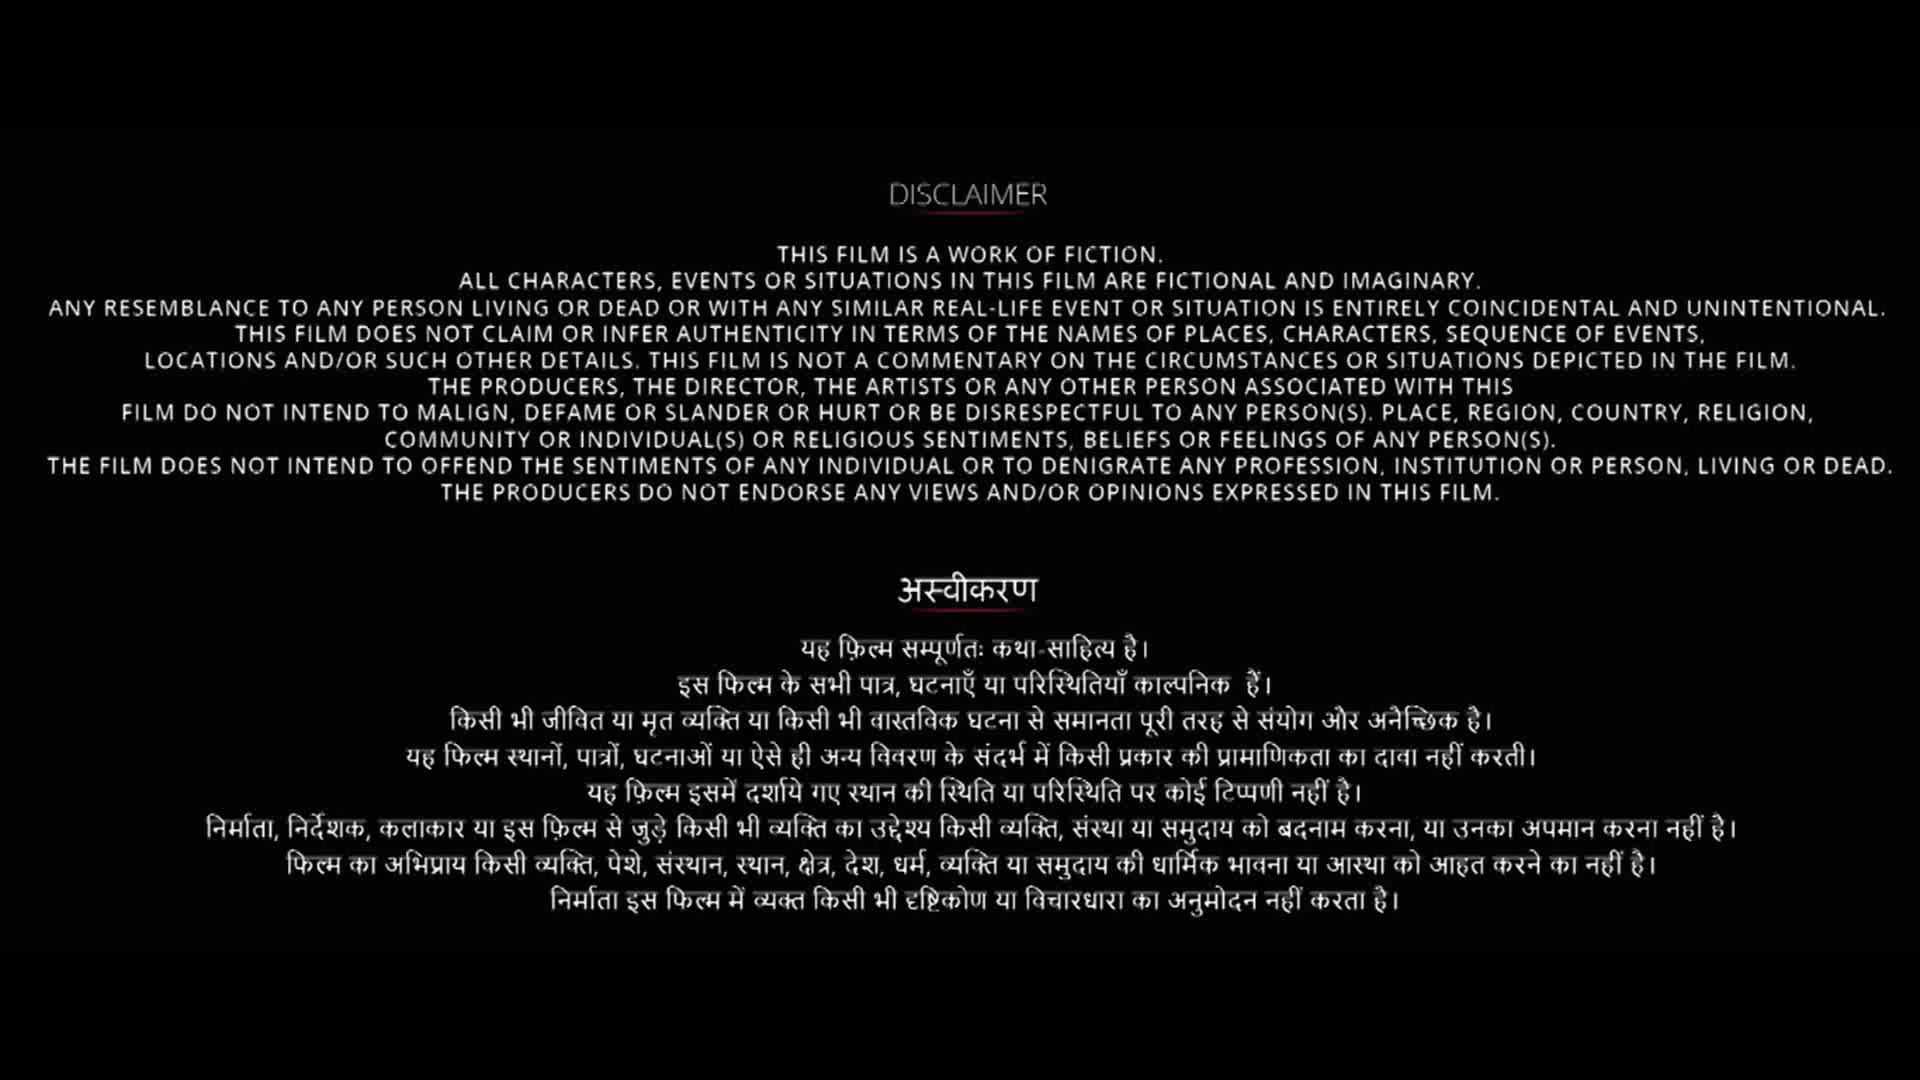 DISCLAIMER
THIS FILM IS A WORK OF FICTION.
ALL CHARACTERS, EVENTS OR SITUATIONS IN THIS FILM ARE FICTIONAL AND IMAGINARY.
ANY RESEMBLANCE TO ANY PERSON LIVING OR DEAD OR WITH ANY SIMILAR REAL-LIFE EVENT OR SITUATION IS ENTIRELY COINCIDENTAL AND UNINTENTIONAL.
THIS FILM DOES NOT CLAIM OR INFER AUTHENTICITY IN TERMS OF THE NAMES OF PLACES, CHARACTERS, SEQUENCE OF EVENTS,
LOCATIONS AND/OR SUCH OTHER DETAILS. THIS FILM IS NOT A COMMENTARY ON THE CIRCUMSTANCES OR SITUATIONS DEPICTED IN THE FILM.
THE PRODUCERS, THE DIRECTOR, THE ARTISTS OR ANY OTHER PERSON ASSOCIATED WITH THIS
FILM DO NOT INTEND TO MALIGN, DEFAME OR SLANDER OR HURT OR BE DISRESPECTFUL TO ANY PERSON(S). PLACE, REGION, COUNTRY, RELIGION,
COMMUNITY OR INDIVIDUAL(S) OR RELIGIOUS SENTIMENTS, BELIEFS OR FEELINGS OF ANY PERSON(S).
THE FILM DOES NOT INTEND TO OFFEND THE SENTIMENTS OF ANY INDIVIDUAL OR TO DENIGRATE ANY PROFESSION, INSTITUTION OR PERSON, LIVING OR DEAD.
THE PRODUCERS DO NOT ENDORSE ANY VIEWS AND/OR OPINIONS EXPRESSED IN THIS FILM.
अस्वीकरण
यह फ़िल्म सम्पूर्णतः कथा-साहित्य है।
इस फिल्म के सभी पात्र, घटनाएँ या परिस्थितियाँ काल्पनिक हैं।
किसी भी जीवित या मृत व्यक्ति या किसी भी वास्तविक घटना से समानता पूरी तरह से संयोग और अनैच्छिक है।
यह फिल्म स्थानों, पात्रों, घटनाओं या ऐसे ही अन्य विवरण के संदर्भ में किसी प्रकार की प्रामाणिकता का दावा नहीं करती।
यह फ़िल्म इसमें दर्शाये गए स्थान की स्थिति या परिस्थिति पर कोई टिप्पणी नहीं है।
निर्माता, निर्देशक, कलाकार या इस फ़िल्म से जुड़े किसी भी व्यक्ति का उद्देश्य किसी व्यक्ति, संस्था या समुदाय को बदनाम करना, या उनका अपमान करना नहीं है।
फिल्म का अभिप्राय किसी व्यक्ति, पेशे, संस्थान, स्थान, क्षेत्र, देश, धर्म, व्यक्ति या समुदाय की धार्मिक भावना या आस्था को आहत करने का नहीं है।
निर्माता इस फिल्म में व्यक्त किसी भी दृष्टिकोण या विचारधारा का अनुमोदन नहीं करता है।